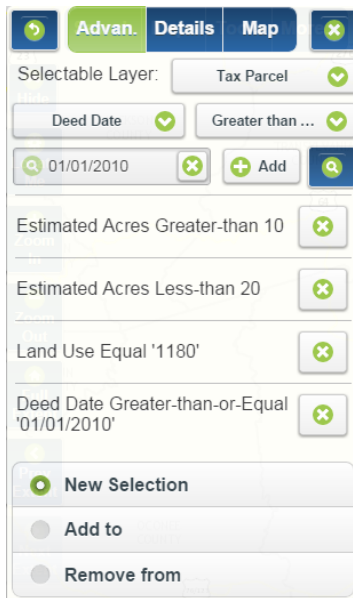 Advan. Details Map
Selectable Layer: Tax Parcel
Deed Date Greater than ...
01/01/2010 Add
Estimated Acres Greater-than 10
Estimated Acres Less-than 20
Land Use Equal '1180'
Deed Date Greater-than-or-Equal
'01/01/2010'
New Selection
Add to
Remove from